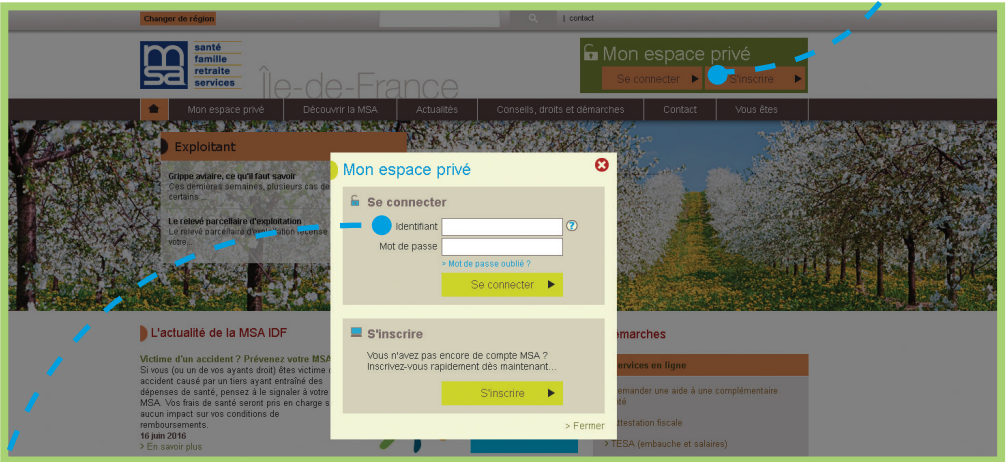 Changer de région
| contact
santé
famille
retraite
services
msa
Île-de-France
Mon espace privé
Se connecter
S'inscrire
Mon espace privé
Découvrir la MSA
Actualités
Conseils, droits et démarches
Contact
Vous êtes
Exploitant
Grippe aviaire, ce qu'il faut savoir
Ces dernières semaines, plusieurs cas de
certains...
Le relevé parcellaire d'exploitation
Le relevé parcellaire d'exploitation recense
votre...
Mon espace privé
Se connecter
Identifiant
?
Mot de passe
> Mot de passe oublié ?
Se connecter
S'inscrire
Vous n'avez pas encore de compte MSA ?
Inscrivez-vous rapidement dès maintenant...
S'inscrire
> Fermer
L'actualité de la MSA IDF
Victime d'un accident ? Prévenez votre MSA
Si vous (ou un de vos ayants droit) êtes victime
accident causé par un tiers ayant entraîné des
dépenses de santé, pensez à le signaler à votre
MSA. Vos frais de santé seront pris en charge s
aucun impact sur vos conditions de
remboursements.
16 juin 2016
> En savoir plus
marches
ervices en ligne
emander une aide à une complémentaire
té
ttestation fiscale
> TESA (embauche et salaires)